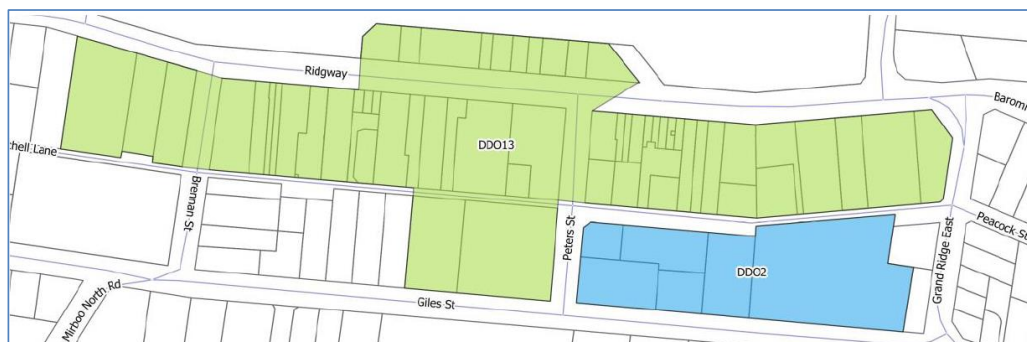 Ridgway
Baromi
chell Lane
DDO13
Brennan St
Peters St
Peacock St
Grand Ridge East
DDO2
Mirboo North Rd
Giles St